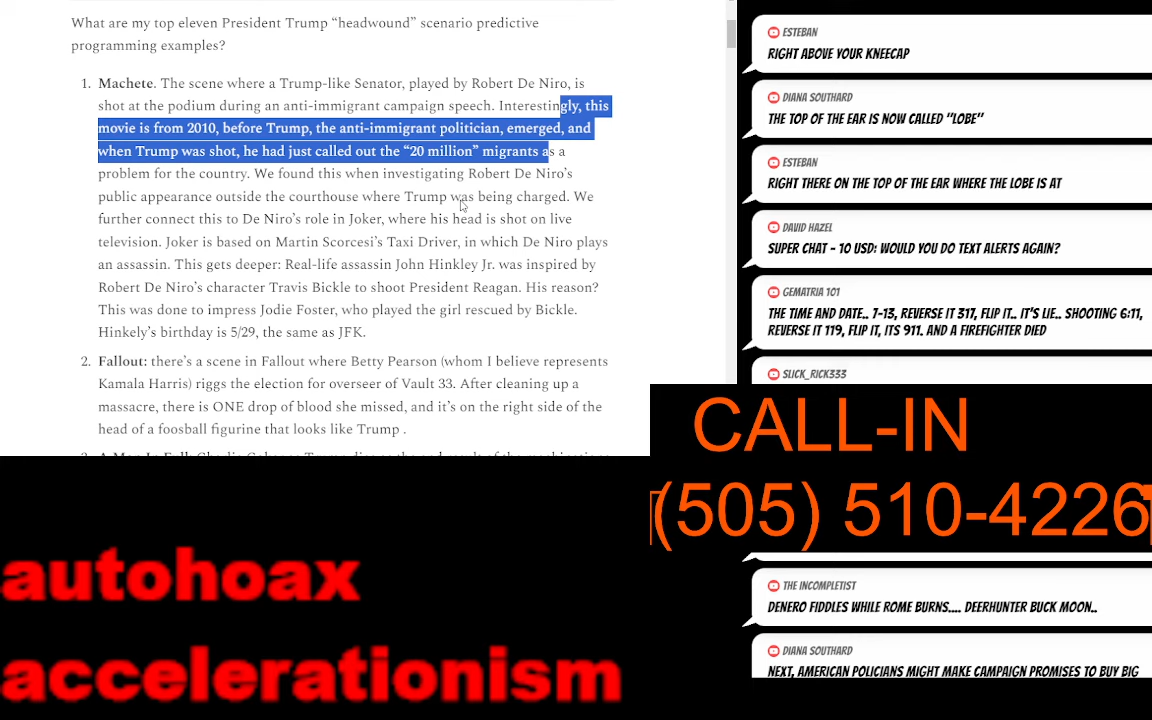 What are my top eleven President Trump “headwound” scenario predictive
programming examples?
1. Machete. The scene where a Trump-like Senator, played by Robert De Niro, is
shot at the podium during an anti-immigrant campaign speech. Interestingly, this
movie is from 2010, before Trump, the anti-immigrant politician, emerged, and
when Trump was shot, he had just called out the “20 million” migrants as a
problem for the country. We found this when investigating Robert De Niro’s
public appearance outside the courthouse where Trump was being charged. We
further connect this to De Niro’s role in Joker, where his head is shot on live
television. Joker is based on Martin Scorcesi’s Taxi Driver, in which De Niro plays
an assassin. This gets deeper: Real-life assassin John Hinkley Jr. was inspired by
Robert De Niro’s character Travis Bickle to shoot President Reagan. His reason?
This was done to impress Jodie Foster, who played the girl rescued by Bickle.
Hinkely’s birthday is 5/29, the same as JFK.
2. Fallout: there’s a scene in Fallout where Betty Pearson (whom I believe represents
Kamala Harris) riggs the election for overseer of Vault 33. After cleaning up a
massacre, there is ONE drop of blood she missed, and it’s on the right side of the
head of a foosball figurine that looks like Trump .
ESTEBAN
RIGHT ABOVE YOUR KNEECAP
DIANA SOUTHARD
THE TOP OF THE EAR IS NOW CALLED "LOBE"
ESTEBAN
RIGHT THERE ON THE TOP OF THE EAR WHERE THE LOBE IS AT
DAVID HAZEL
SUPER CHAT - 10 USD: WOULD YOU DO TEXT ALERTS AGAIN?
GEMATRIA 101
THE TIME AND DATE.. 7-13, REVERSE IT 317, FLIP IT.. IT'S LIE.. SHOOTING 6:11,
REVERSE IT 119, FLIP IT, ITS 911. AND A FIREFIGHTER DIED
SLICK_RICK333
CALL-IN
(505) 510-4226
THE INCOMPLETIST
DENERO FIDDLES WHILE ROME BURNS.... DEERHUNTER BUCK MOON..
DIANA SOUTHARD
NEXT, AMERICAN POLICIANS MIGHT MAKE CAMPAIGN PROMISES TO BUY BIG
autohoax
accelerationism